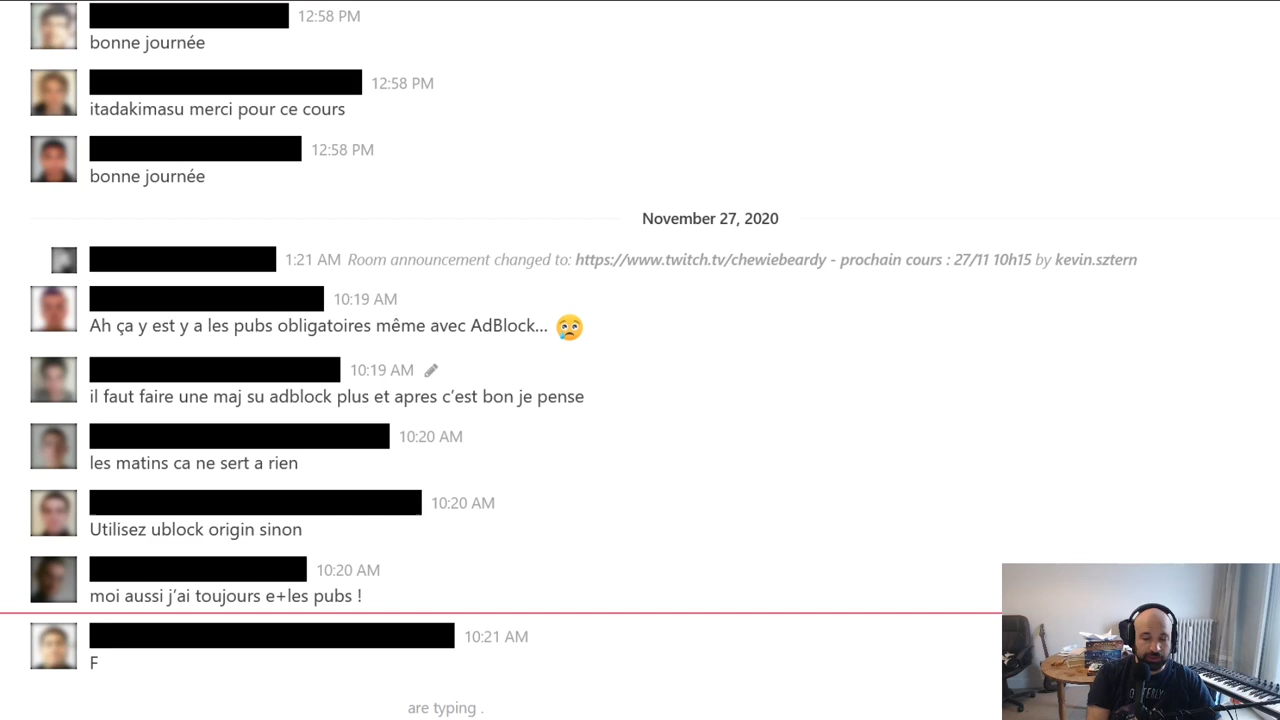 12:58 PM
bonne journée
12:58 PM
itadakimasu merci pour ce cours
12:58 PM
bonne journée
November 27, 2020
1:21 AM Room announcement changed to: https://www.twitch.tv/chewiebeardy - prochain cours : 27/11 10h15 by kevin.sztern
10:19 AM
Ah ça y est y a les pubs obligatoires même avec AdBlock...
10:19 AM
il faut faire une maj su adblock plus et apres c’est bon je pense
10:20 AM
les matins ca ne sert a rien
10:20 AM
Utilisez ublock origin sinon
10:20 AM
moi aussi j’ai toujours e+les pubs !
10:21 AM
F
are typing .